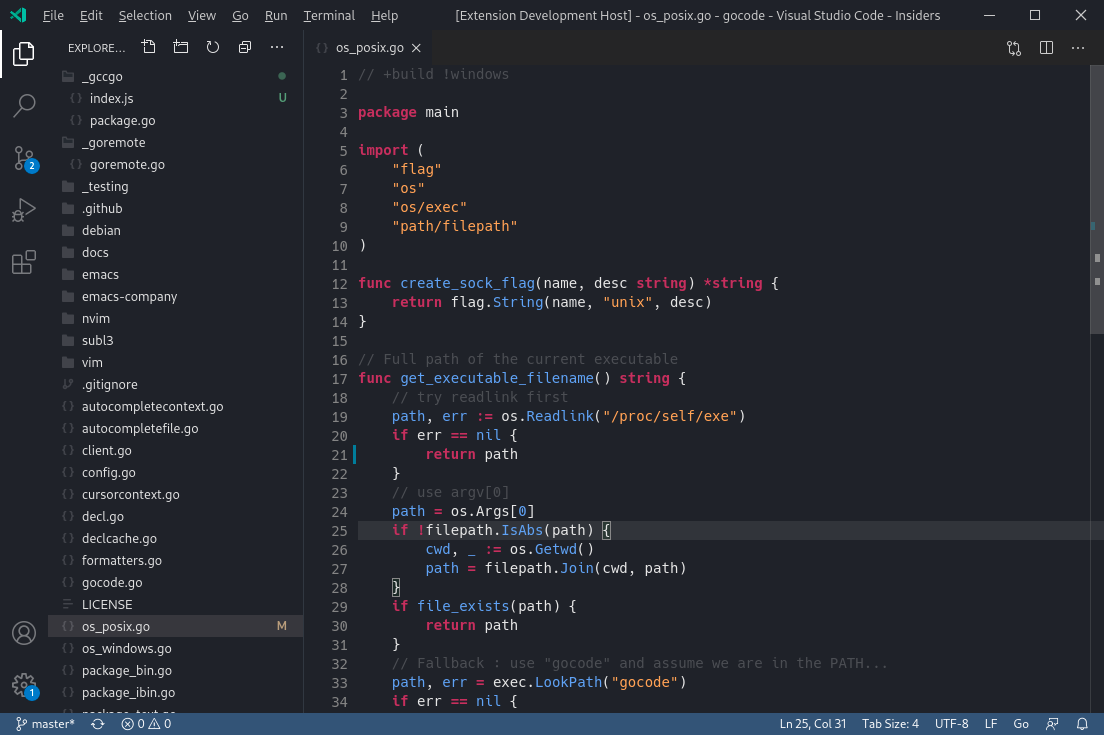 File Edit Selection View Go Run Terminal Help [Extension Development Host] - os_posix.go - gocode - Visual Studio Code - Insiders
EXPLORE...
_gccgo
index.js U
package.go
_goremote
goremote.go
_testing
.github
debian
docs
emacs
emacs-company
nvim
subl3
vim
.gitignore
autocompletecontext.go
autocompletefile.go
client.go
config.go
cursorcontext.go
decl.go
declcache.go
formatters.go
gocode.go
LICENSE
os_posix.go M
os_windows.go
package_bin.go
package_ibin.go
2
1
{} os_posix.go
1 // +build !windows
2
3 package main
4
5 import (
6 "flag"
7 "os"
8 "os/exec"
9 "path/filepath"
10 )
11
12 func create_sock_flag(name, desc string) *string {
13 return flag.String(name, "unix", desc)
14 }
15
16 // Full path of the current executable
17 func get_executable_filename() string {
18 // try readlink first
19 path, err := os.Readlink("/proc/self/exe")
20 if err == nil {
21 return path
22 }
23 // use argv[0]
24 path = os.Args[0]
25 if !filepath.IsAbs(path) {
26 cwd, _ := os.Getwd()
27 path = filepath.Join(cwd, path)
28 }
29 if file_exists(path) {
30 return path
31 }
32 // Fallback : use "gocode" and assume we are in the PATH...
33 path, err = exec.LookPath("gocode")
34 if err == nil {
master* 0 0 Ln 25, Col 31 Tab Size: 4 UTF-8 LF Go